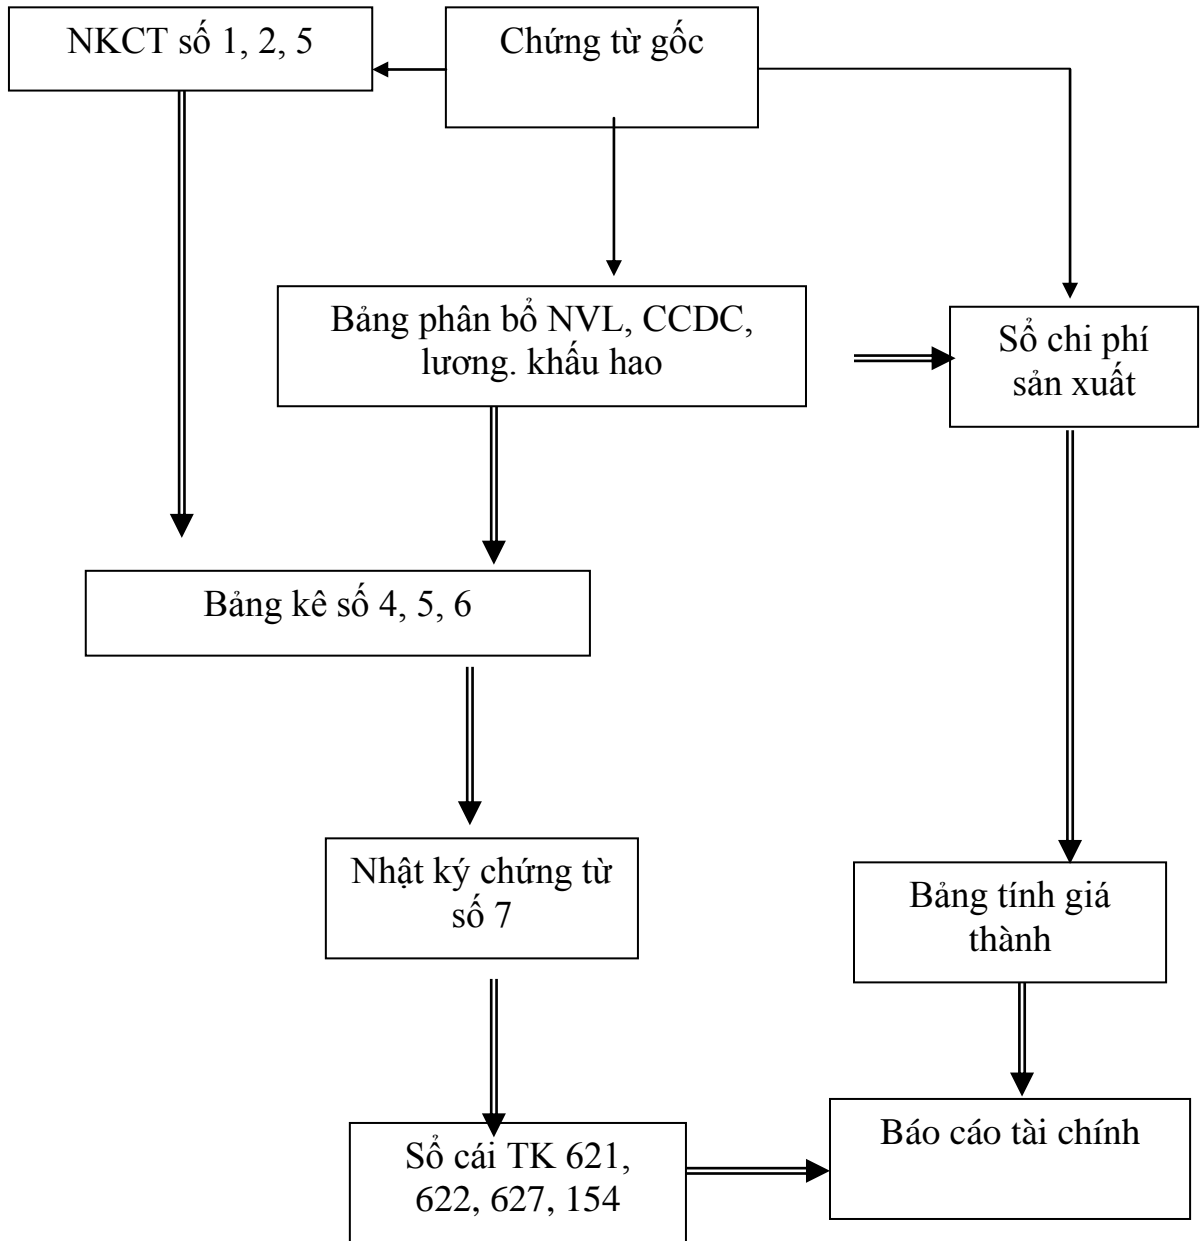 NKCT số 1, 2, 5
Chứng từ gốc
Bảng phân bổ NVL, CCDC,
lương. khấu hao
Sổ chi phí
sản xuất
Bảng kê số 4, 5, 6
Nhật ký chứng từ
số 7
Bảng tính giá
thành
Sổ cái TK 621,
622, 627, 154
Báo cáo tài chính